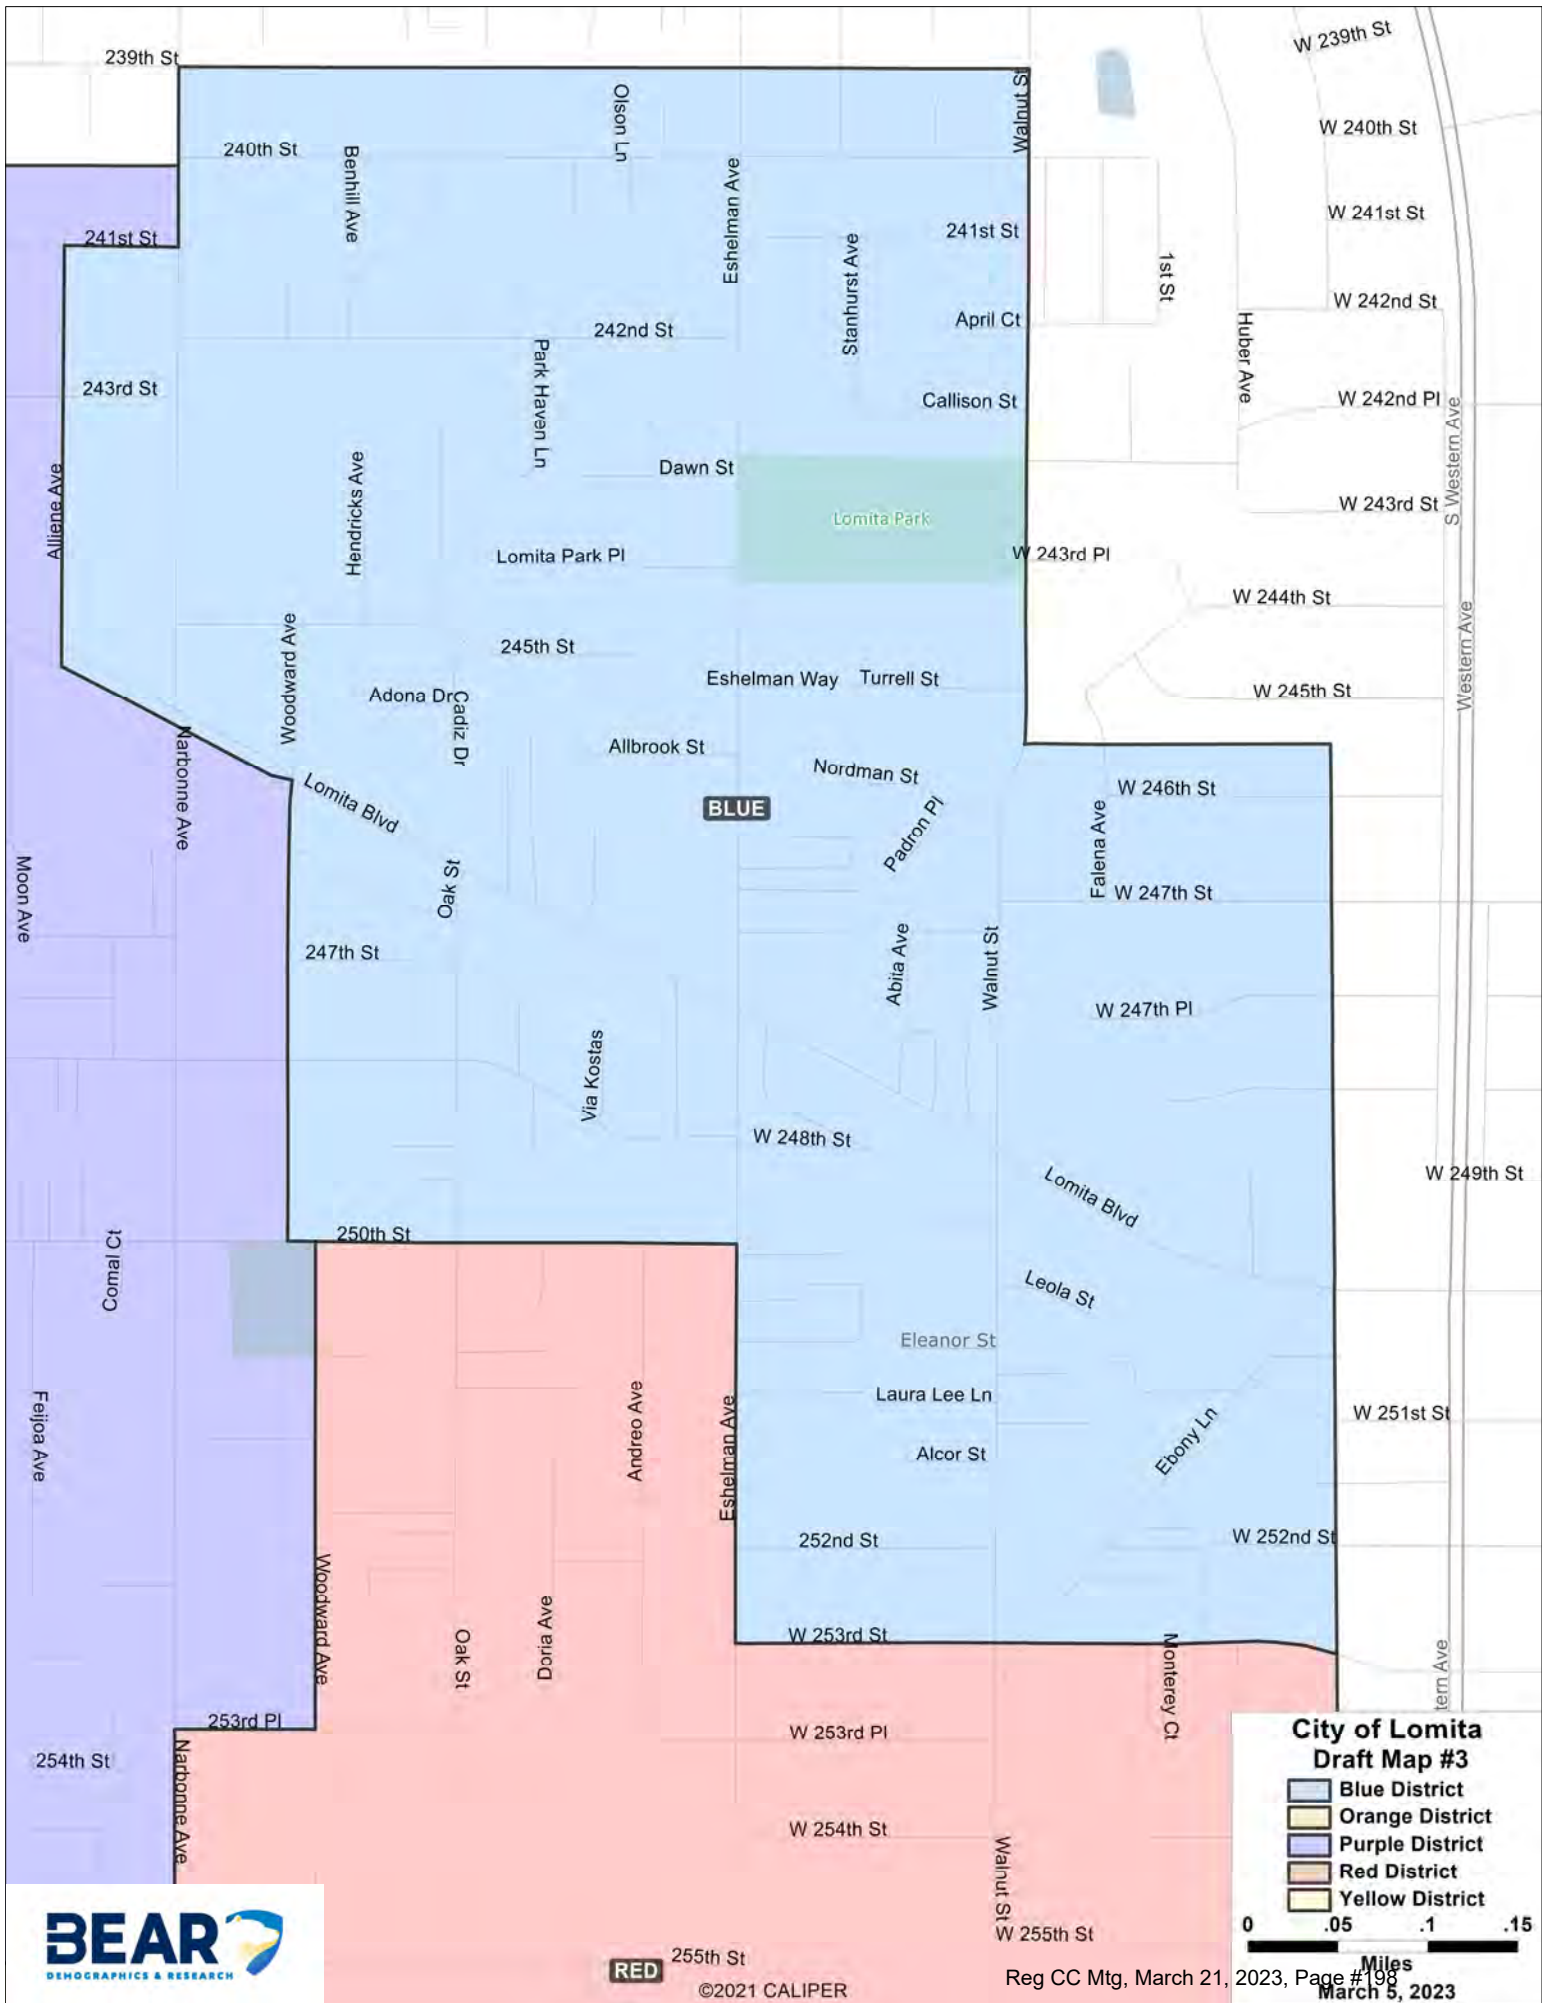 239th St
W 239th St
Olson Ln
Walnut St
W 240th St
240th St
Benhill Ave
Eshelman Ave
W 241st St
241st St
241st St
Stanhurst Ave
1st St
W 242nd St
April Ct
242nd St
Huber Ave
Park Haven Ln
243rd St
Callison St
W 242nd Pl
S Western Ave
Alliene Ave
Hendricks Ave
Dawn St
W 243rd St
Lomita Park
Lomita Park Pl
W 243rd Pl
W 244th St
Woodward Ave
245th St
Western Ave
Eshelman Way
Turrell St
W 245th St
Adona Dr
Cadiz Dr
Narbonne Ave
Allbrook St
Nordman St
Lomita Blvd
BLUE
W 246th St
Padron Pl
Falena Ave
Moon Ave
Oak St
W 247th St
247th St
Abita Ave
Walnut St
W 247th Pl
Via Kostas
W 248th St
W 249th St
Lomita Blvd
250th St
Comal Ct
Leola St
Eleanor St
Feijoa Ave
Andreo Ave
Eshelman Ave
Laura Lee Ln
W 251st St
Ebony Ln
Alcor St
252nd St
W 252nd St
Woodward Ave
Oak St
Doria Ave
W 253rd St
Monterey Ct
tern Ave
253rd Pl
W 253rd Pl
254th St
Narbonne Ave
W 254th St
Walnut St
W 255th St
255th St
RED
City of Lomita
Draft Map #3
Blue District
Orange District
Purple District
Red District
Yellow District
0 .05 .1 .15
Miles
March 5, 2023
BEAR
DEMOGRAPHICS & RESEARCH
©2021 CALIPER
Reg CC Mtg, March 21, 2023, Page #198